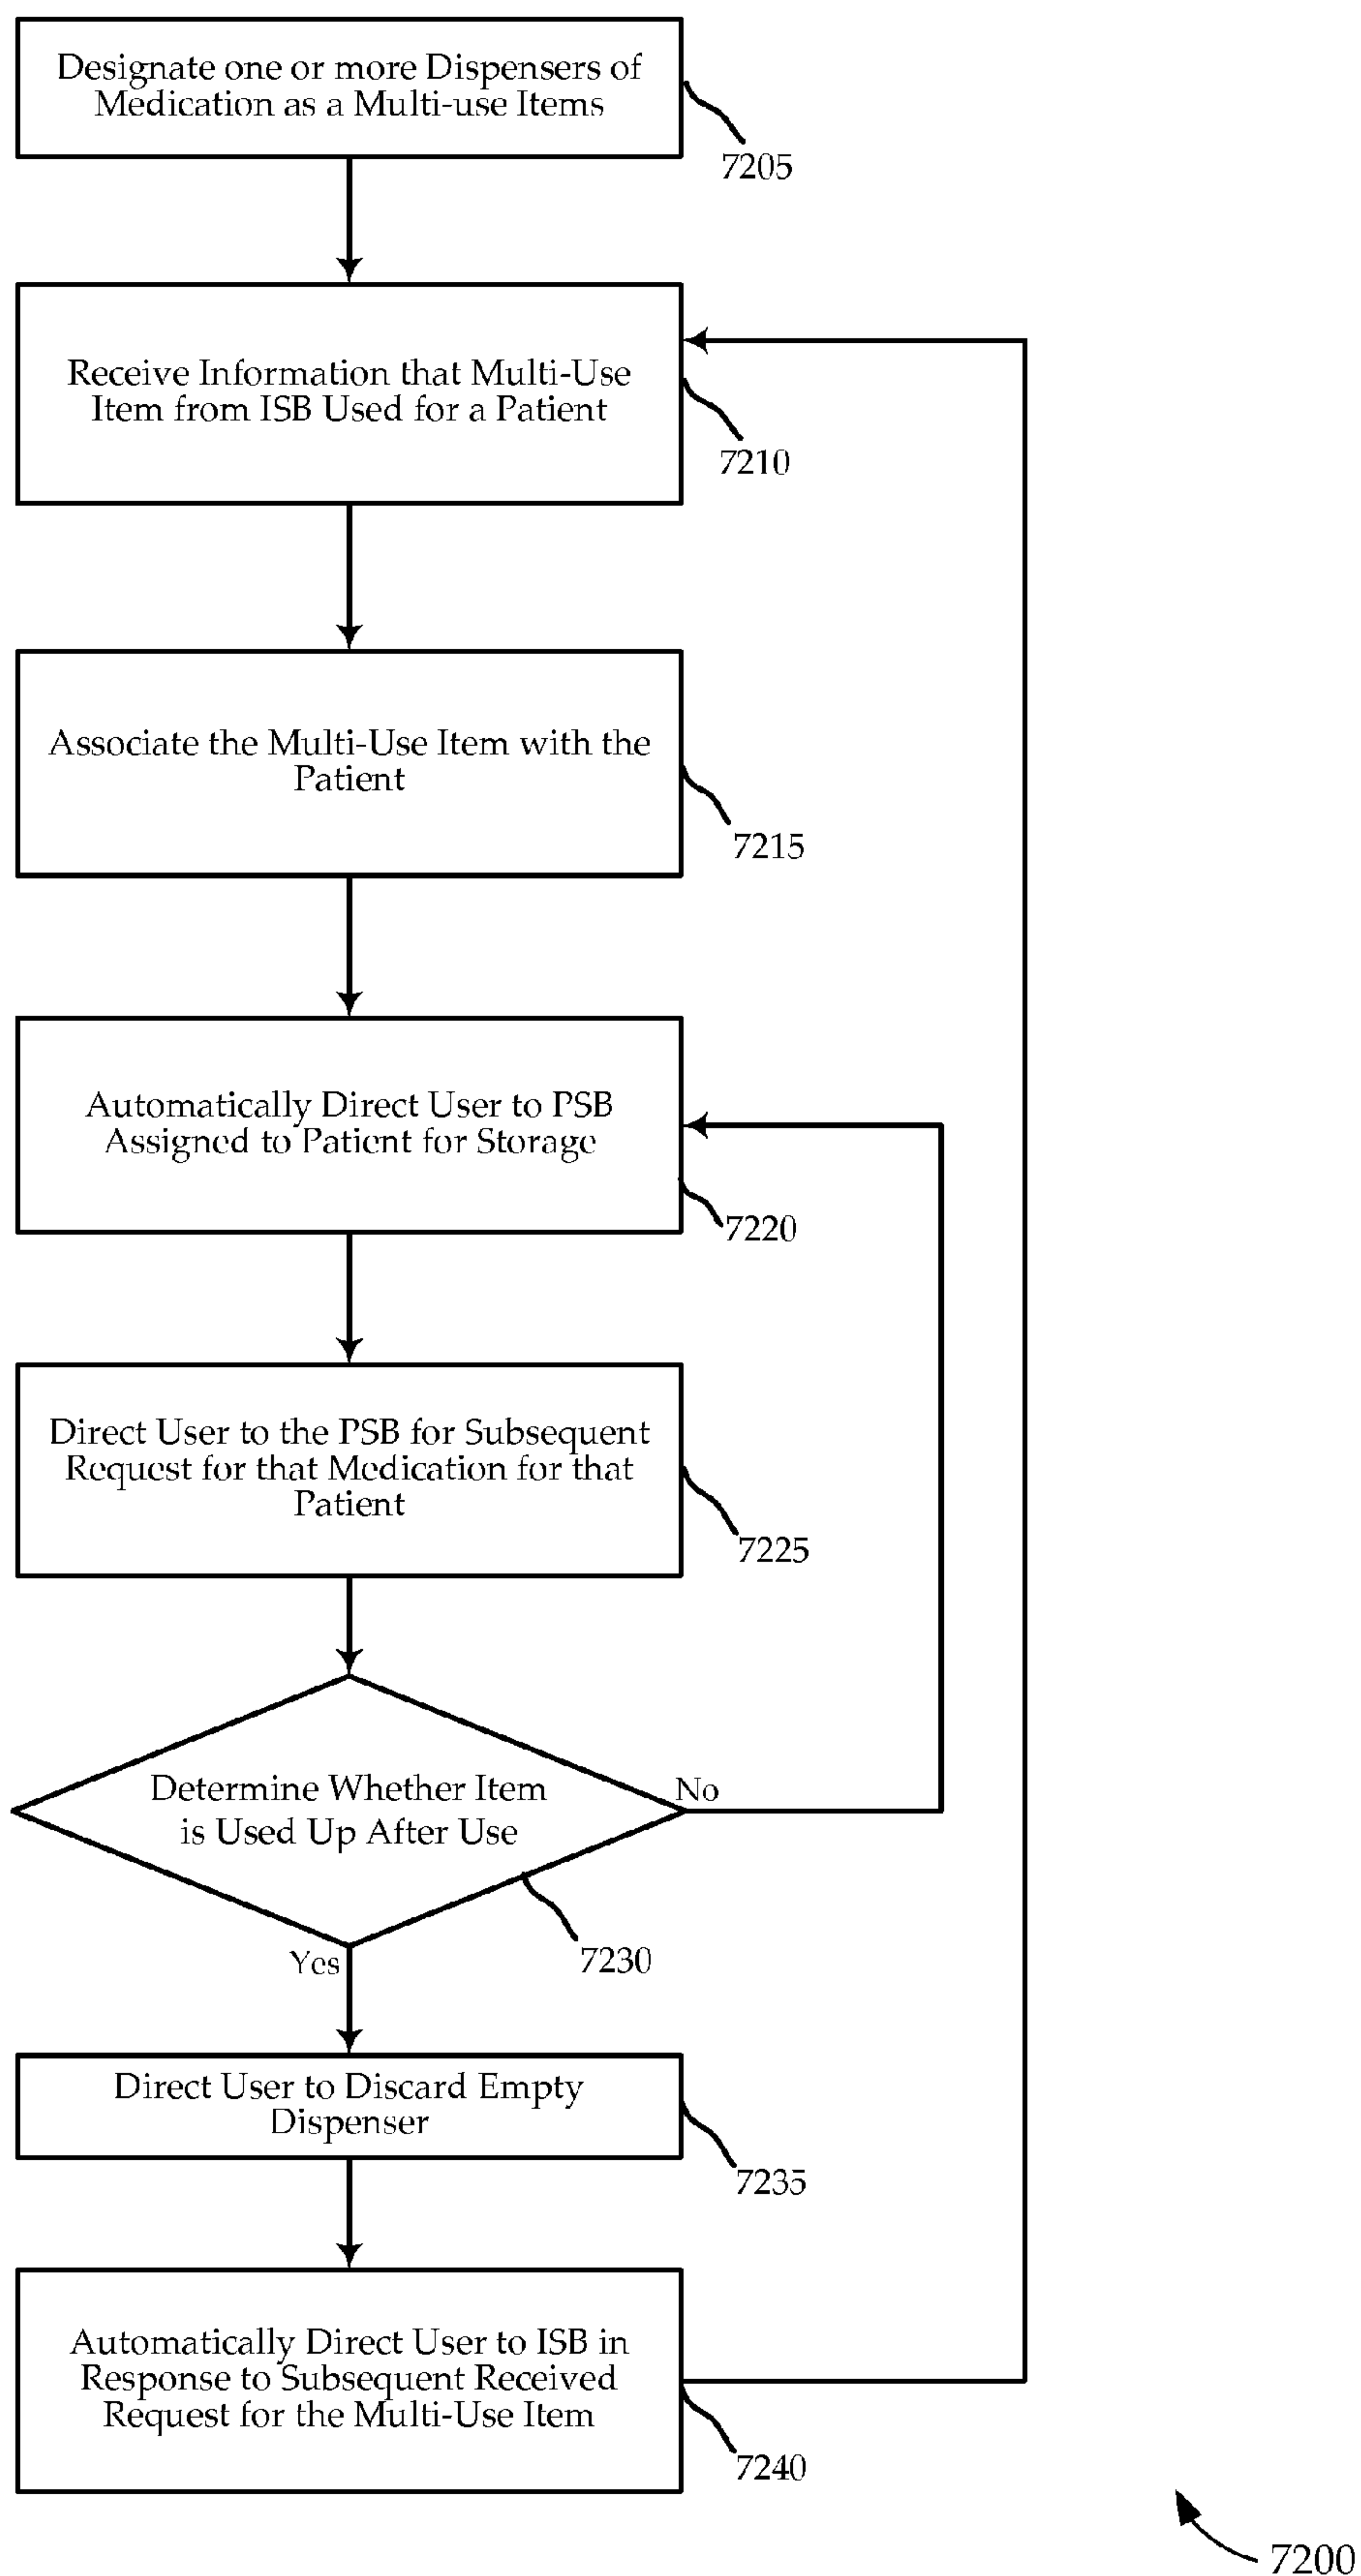 Designate one or more Dispensers of
Medication as a Multi-use Items
7205
Receive Information that Multi-Use
Item from ISB Used for a Patient
7210
Associate the Multi-Use Item with the
Patient
7215
Automatically Direct User to PSB
Assigned to Patient for Storage
7220
Direct User to the PSB for Subsequent
Request for that Medication for that
Patient
7225
Determine Whether Item
is Used Up After Use
No
Yes
7230
Direct User to Discard Empty
Dispenser
7235
Automatically Direct User to ISB in
Response to Subsequent Received
Request for the Multi-Use Item
7240
7200